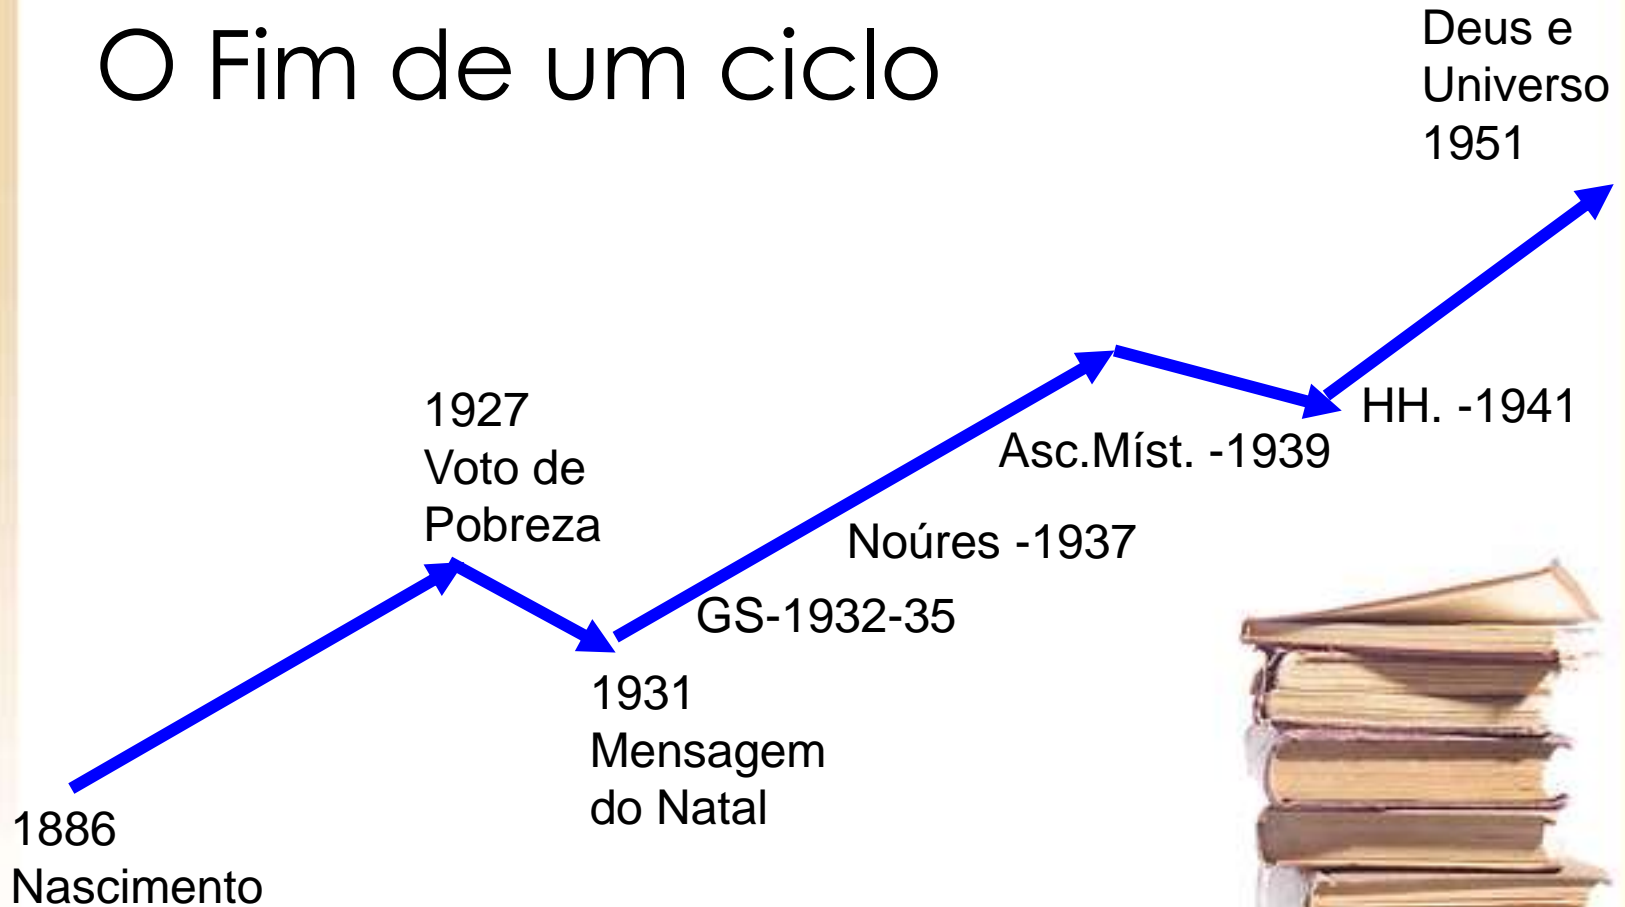 O Fim de um ciclo
Deus e
Universo
1951
1927
Voto de
Pobreza
HH. -1941
Asc.Míst. -1939
Noúres -1937
GS-1932-35
1931
Mensagem
do Natal
1886
Nascimento